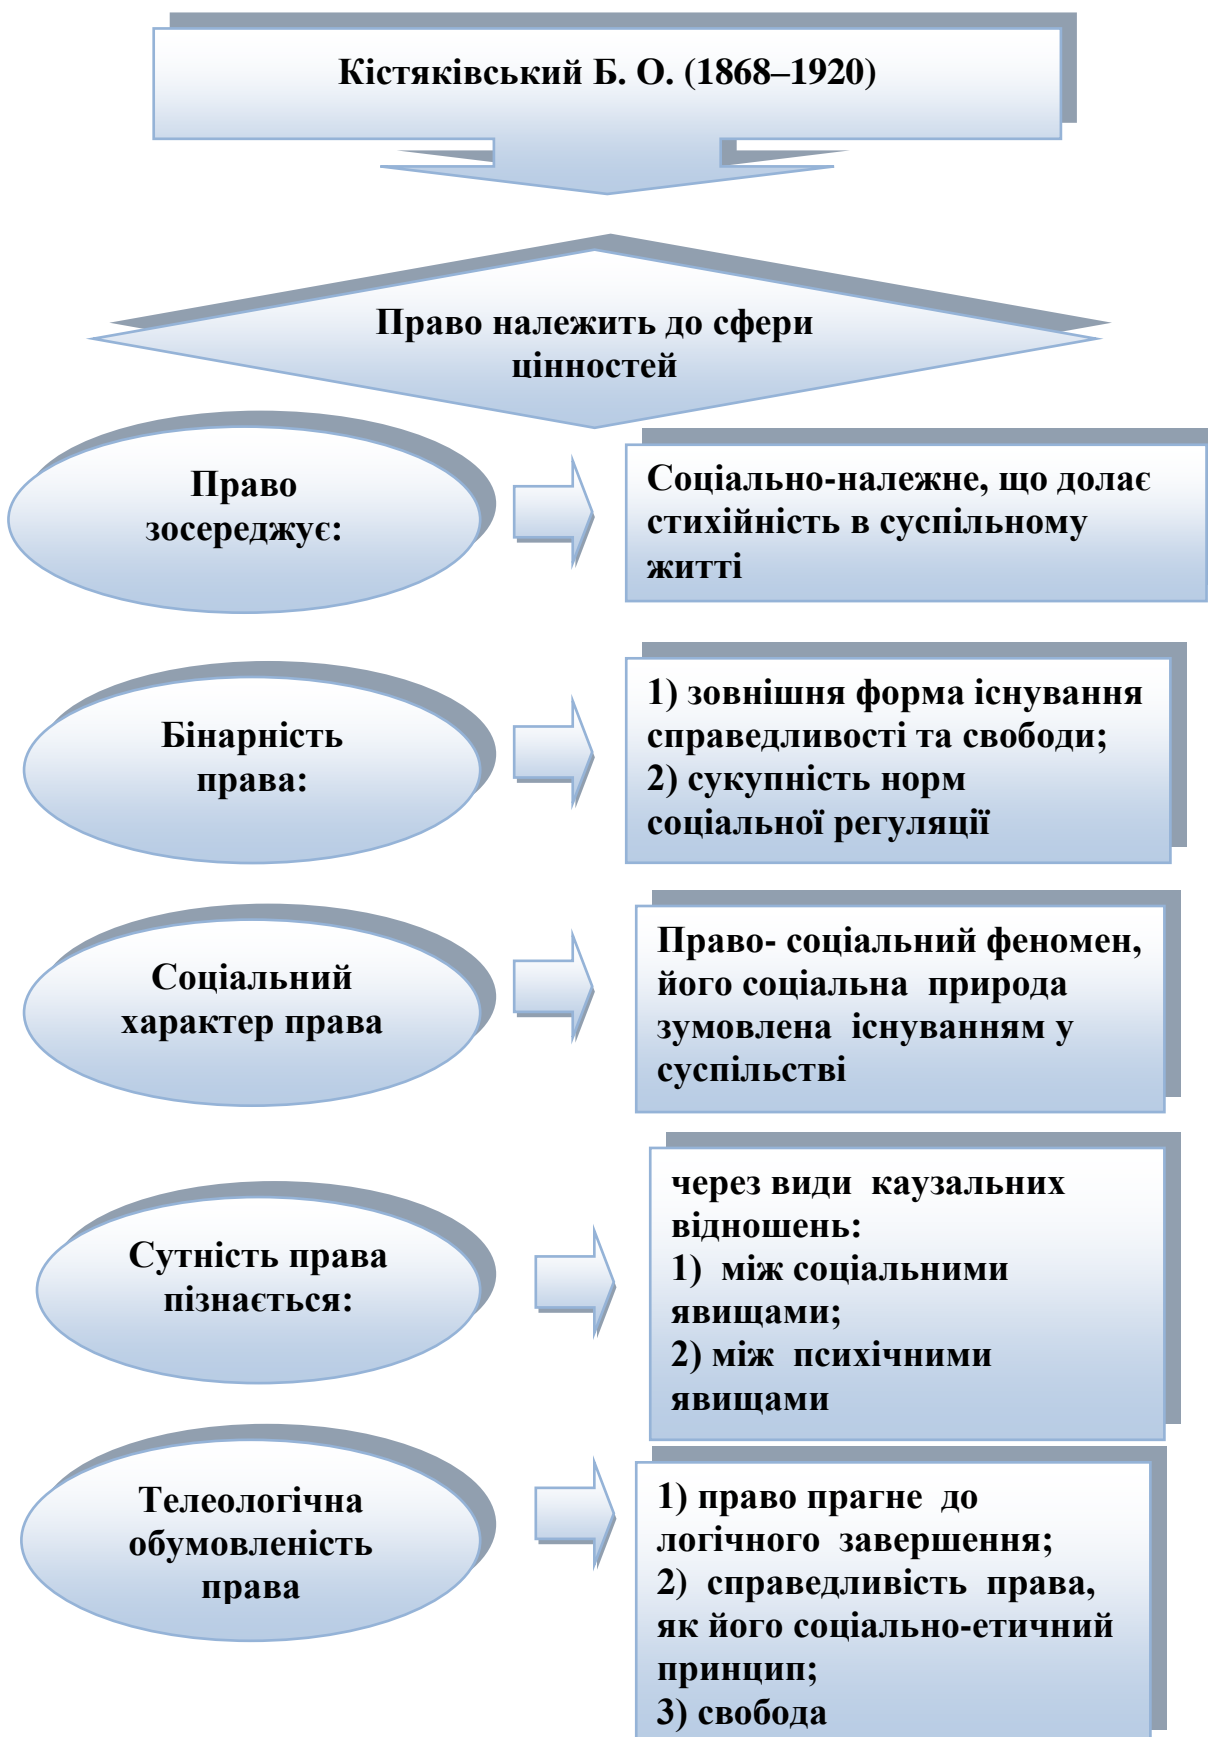 Кістяківський Б. О. (1868–1920)
Право належить до сфери
цінностей
Право
зосереджує:
Соціально-належне, що долає
стихійність в суспільному
житті
Бінарність
права:
1) зовнішня форма існування
справедливості та свободи;
2) сукупність норм
соціальної регуляції
Соціальний
характер права
Право- соціальний феномен,
його соціальна природа
зумовлена існуванням у
суспільстві
Сутність права
пізнається:
через види каузальних
відношень:
1) між соціальними
явищами;
2) між психічними
явищами
Телеологічна
обумовленість
права
1) право прагне до
логічного завершення;
2) справедливість права,
як його соціально-етичний
принцип;
3) свобода